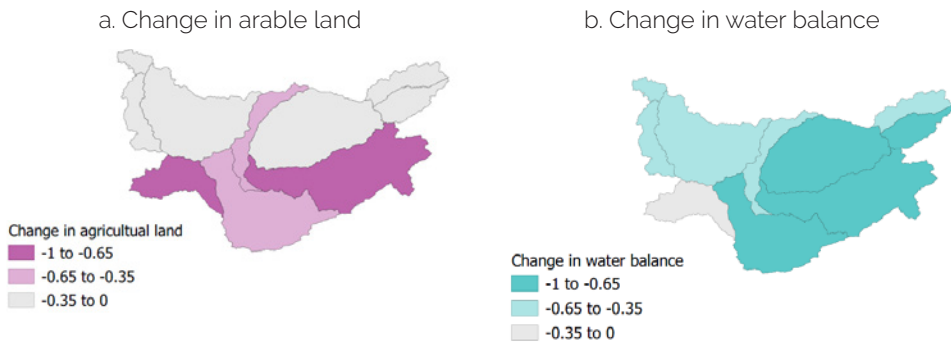 a. Change in arable land
Change in agricultual land
-1 to -0.65
-0.65 to -0.35
-0.35 to 0
b. Change in water balance
Change in water balance
-1 to -0.65
-0.65 to -0.35
-0.35 to 0